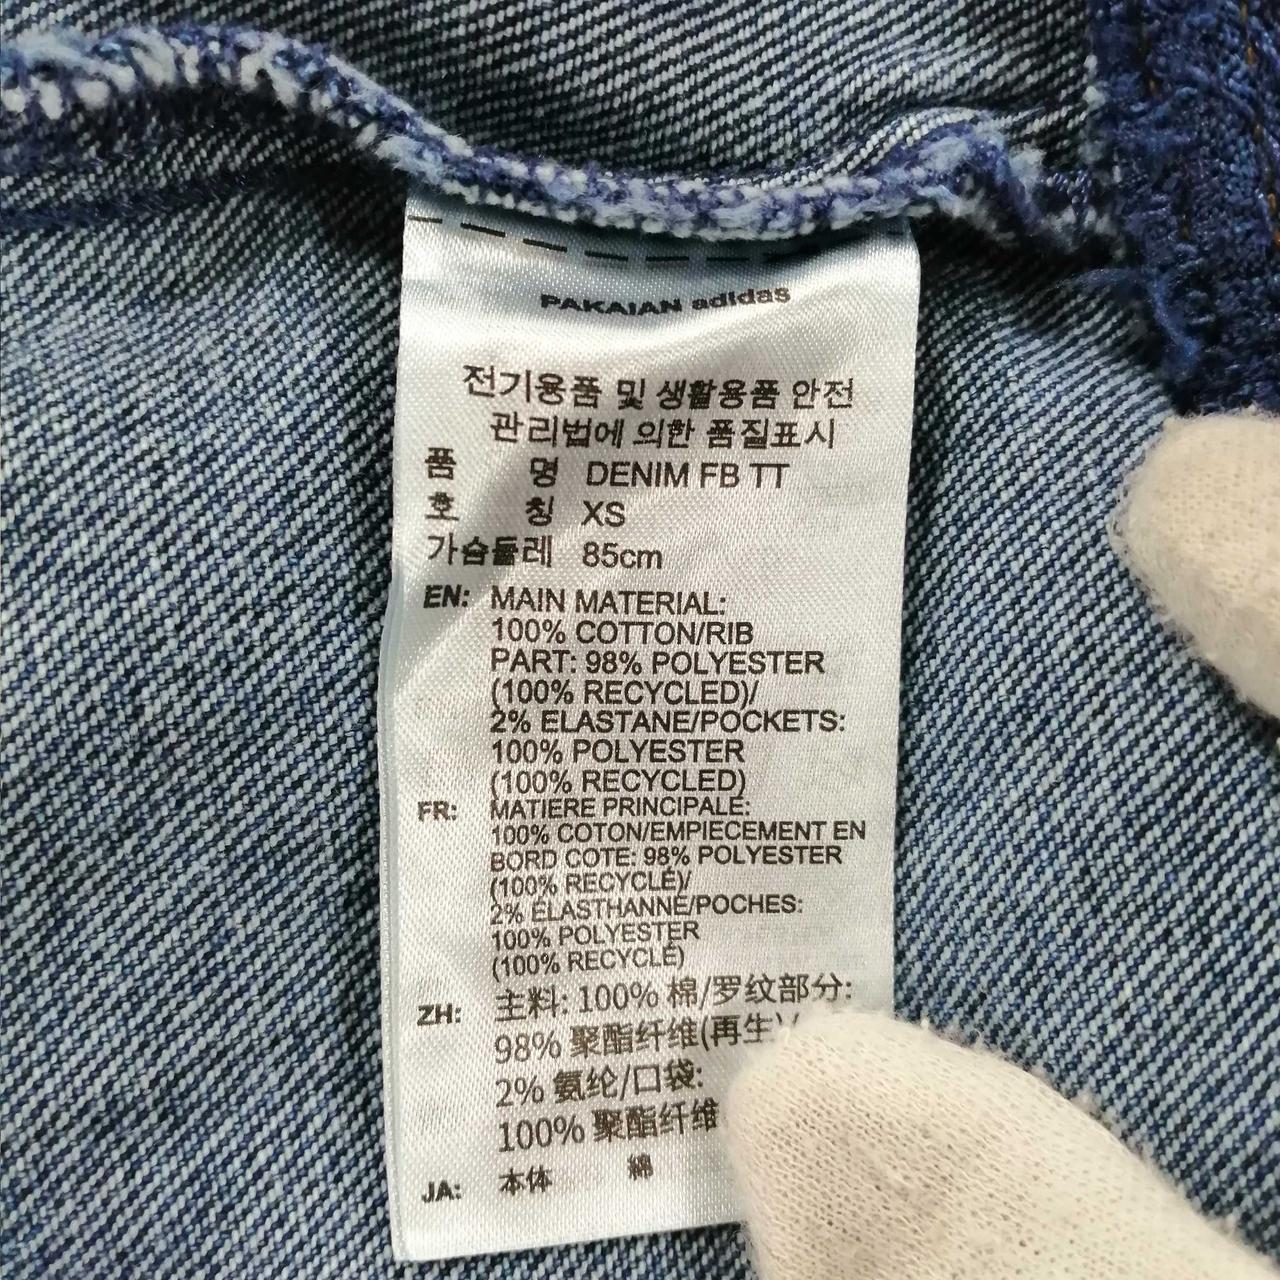 PAKAIAN adidas
전기용품 및 생활용품 안전
관리법에 의한 품질표시
품 명 DENIM FB TT
호 칭 XS
가슴둘레 85cm
EN: MAIN MATERIAL:
100% COTTON/RIB
PART: 98% POLYESTER
(100% RECYCLED)/
2% ELASTANE/POCKETS:
100% POLYESTER
(100% RECYCLED)
FR: MATIERE PRINCIPALE:
100% COTON/EMPIECEMENT EN
BORD COTE: 98% POLYESTER
(100% RECYCLÉ)/
2% ÉLASTHANNE/POCHES:
100% POLYESTER
(100% RECYCLÉ)
ZH: 主料: 100% 棉/罗纹部分:
98% 聚酯纤维(再生)/
2% 氨纶/口袋:
100% 聚酯纤维
JA: 本体 綿